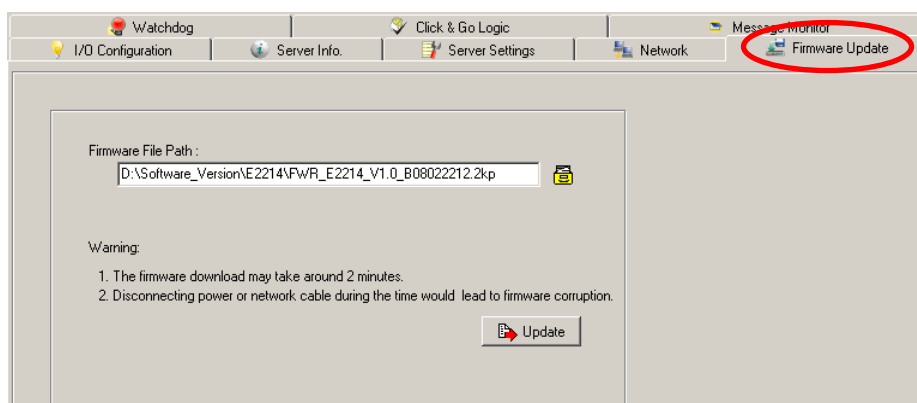 Watchdog Click & Go Logic Message Monitor
I/O Configuration Server Info. Server Settings Network Firmware Update
Firmware File Path :
D:\Software_Version\E2214\FWR_E2214_V1.0_B08022212.2kp
Warning:
1. The firmware download may take around 2 minutes.
2. Disconnecting power or network cable during the time would lead to firmware corruption.
Update